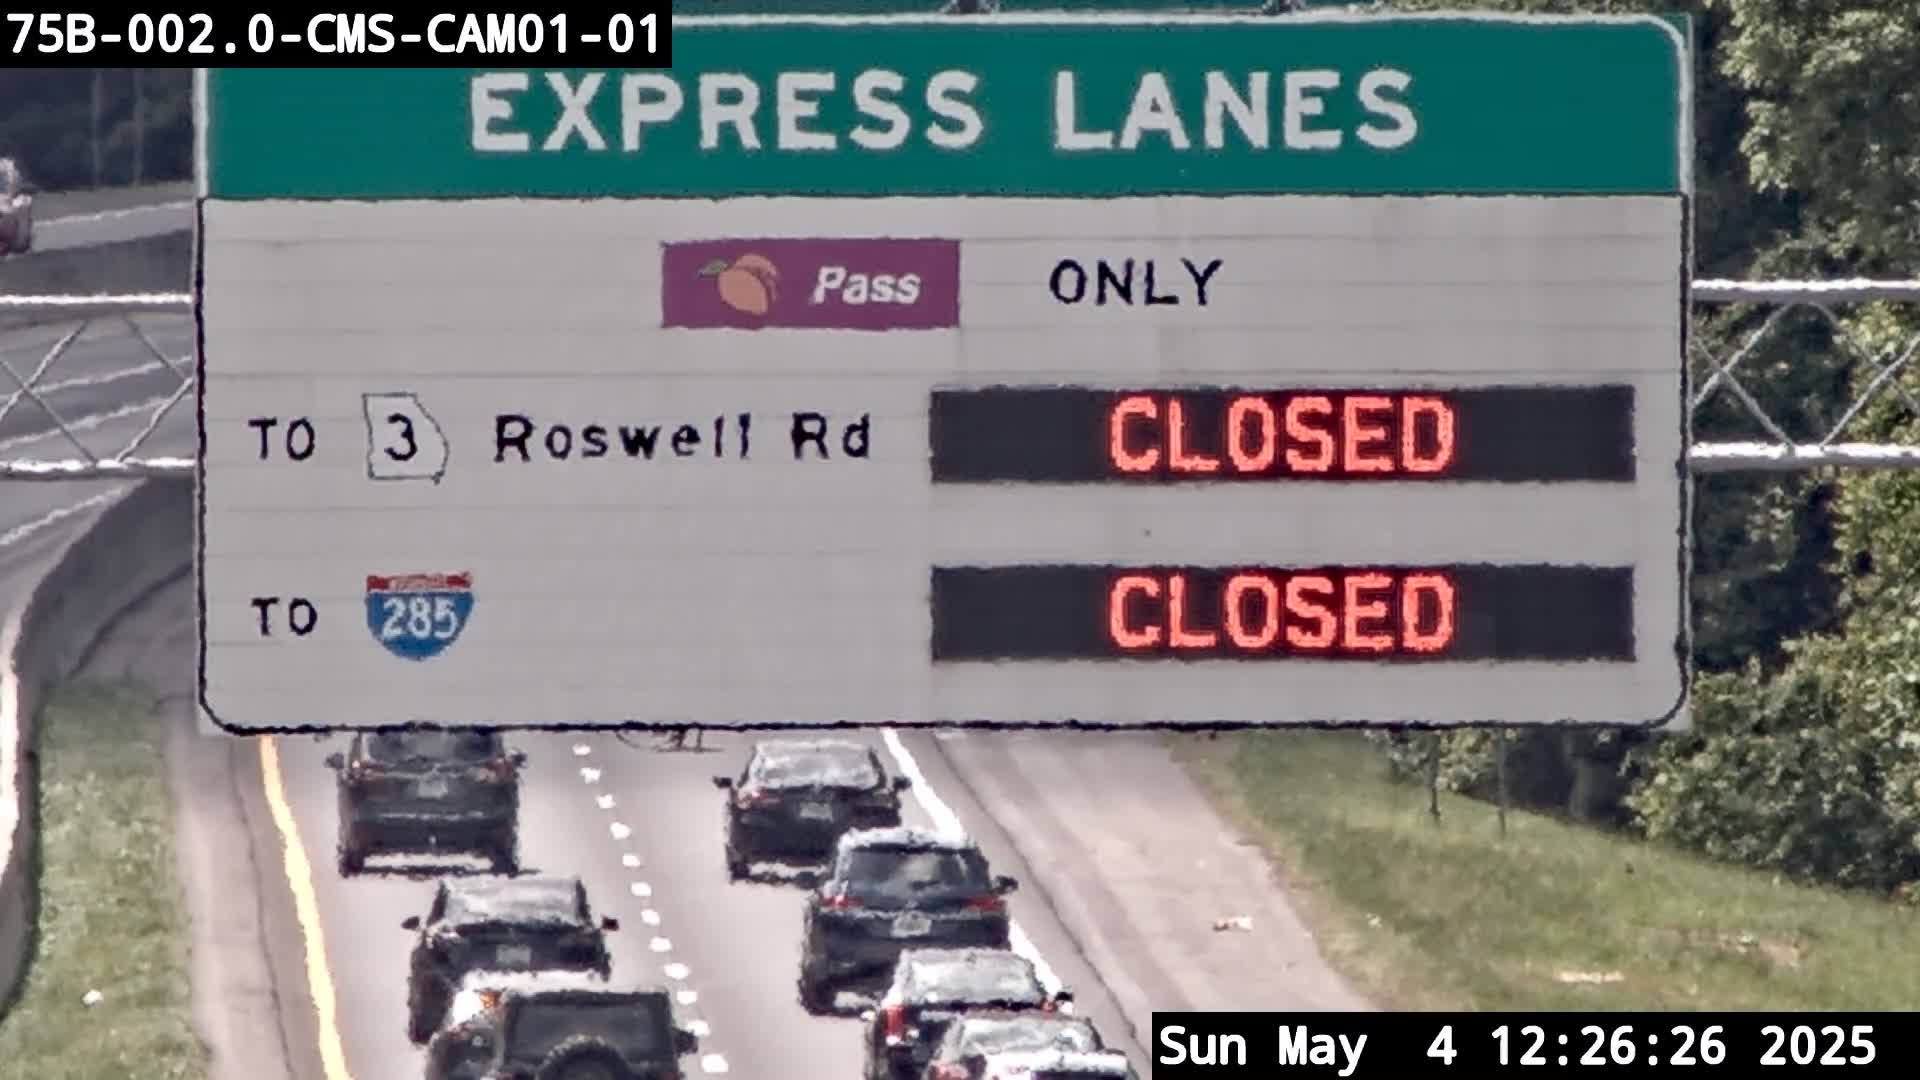 75B-002.0-CMS-CAM01-01
EXPRESS LANES
Pass ONLY
TO 3 Roswell Rd CLOSED
TO 285 CLOSED
Sun May 4 12:26:26 2025